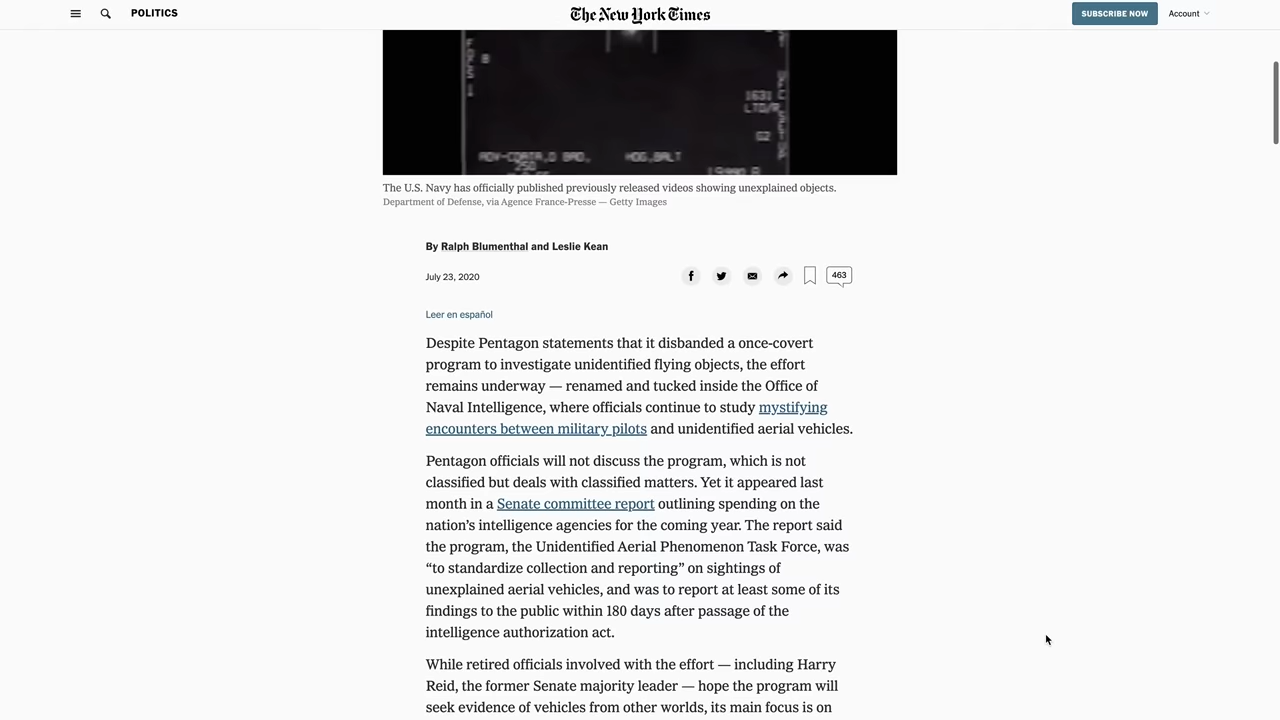 POLITICS
The New York Times
SUBSCRIBE NOW
Account
B
1631
LTD/R
G2
250
The U.S. Navy has officially published previously released videos showing unexplained objects.
Department of Defense, via Agence France-Presse — Getty Images
By Ralph Blumenthal and Leslie Kean
July 23, 2020
463
Leer en español
Despite Pentagon statements that it disbanded a once-covert
program to investigate unidentified flying objects, the effort
remains underway — renamed and tucked inside the Office of
Naval Intelligence, where officials continue to study mystifying
encounters between military pilots and unidentified aerial vehicles.
Pentagon officials will not discuss the program, which is not
classified but deals with classified matters. Yet it appeared last
month in a Senate committee report outlining spending on the
nation’s intelligence agencies for the coming year. The report said
the program, the Unidentified Aerial Phenomenon Task Force, was
“to standardize collection and reporting” on sightings of
unexplained aerial vehicles, and was to report at least some of its
findings to the public within 180 days after passage of the
intelligence authorization act.
While retired officials involved with the effort — including Harry
Reid, the former Senate majority leader — hope the program will
seek evidence of vehicles from other worlds, its main focus is on